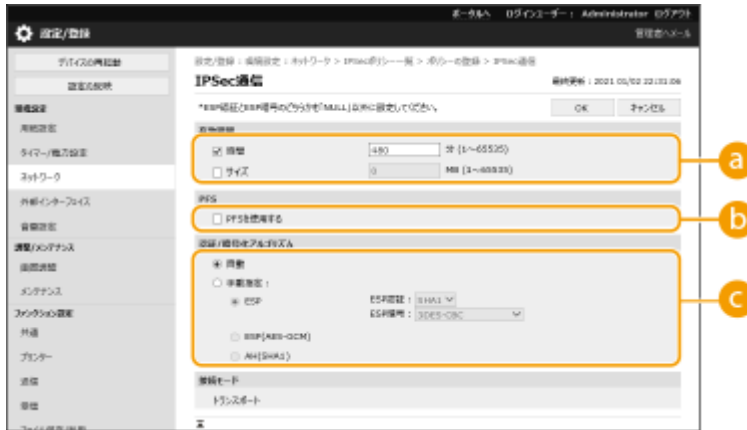 ポータルへ ログインユーザー: Administrator ログアウト
設定/登録
管理者へメール
デバイスの再起動
設定の反映
環境設定
用紙設定
タイマー/電力設定
ネットワーク
外部インターフェイス
音量設定
調整/メンテナンス
画質調整
メンテナンス
ファンクション設定
共通
プリンター
送信
受信
設定/登録 : 環境設定 : ネットワーク > IPSecポリシー一覧 > ポリシーの登録 > IPSec通信
IPSec通信
最終更新 : 2021 01/02 22:31:06
*ESP認証とESP暗号のどちらかを「NULL」以外に設定してください。
OK キャンセル
有効期間
時間 480 分 (1~65535)
サイズ 0 MB (1~65535)
a
PFS
PFSを使用する
b
認証/暗号化アルゴリズム
自動
手動設定 :
ESP ESP認証 : SHA1
ESP暗号 : 3DES-CBC
ESP(AES-GCM)
AH(SHA1)
c
接続モード
トランスポート